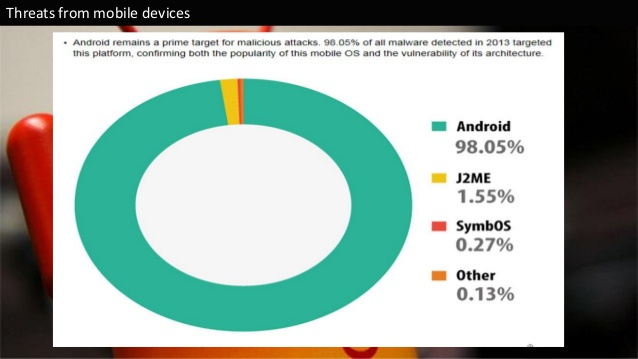 Threats from mobile devices
• Android remains a prime target for malicious attacks. 98.05% of all malware detected in 2013 targeted
this platform, confirming both the popularity of this mobile OS and the vulnerability of its architecture.
Android
98.05%
J2ME
1.55%
SymbOS
0.27%
Other
0.13%